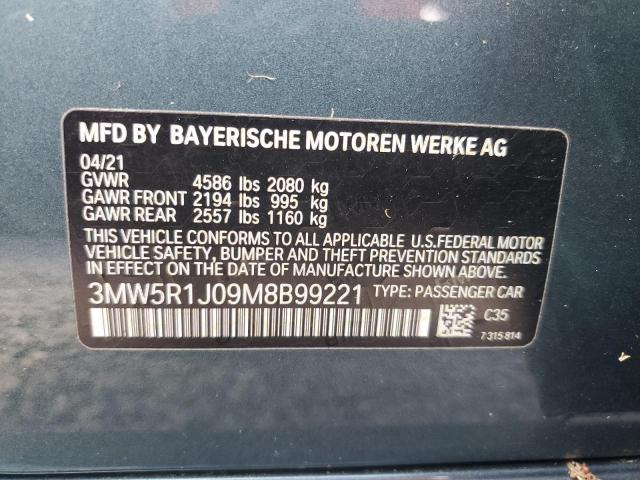 MFD BY BAYERISCHE MOTOREN WERKE AG
04/21
GVWR 4586 lbs 2080 kg
GAWR FRONT 2194 lbs 995 kg
GAWR REAR 2557 lbs 1160 kg
THIS VEHICLE CONFORMS TO ALL APPLICABLE U.S.FEDERAL MOTOR
VEHICLE SAFETY, BUMPER AND THEFT PREVENTION STANDARDS
IN EFFECT ON THE DATE OF MANUFACTURE SHOWN ABOVE.
3MW5R1J09M8B99221 TYPE: PASSENGER CAR
C35
7 315 814